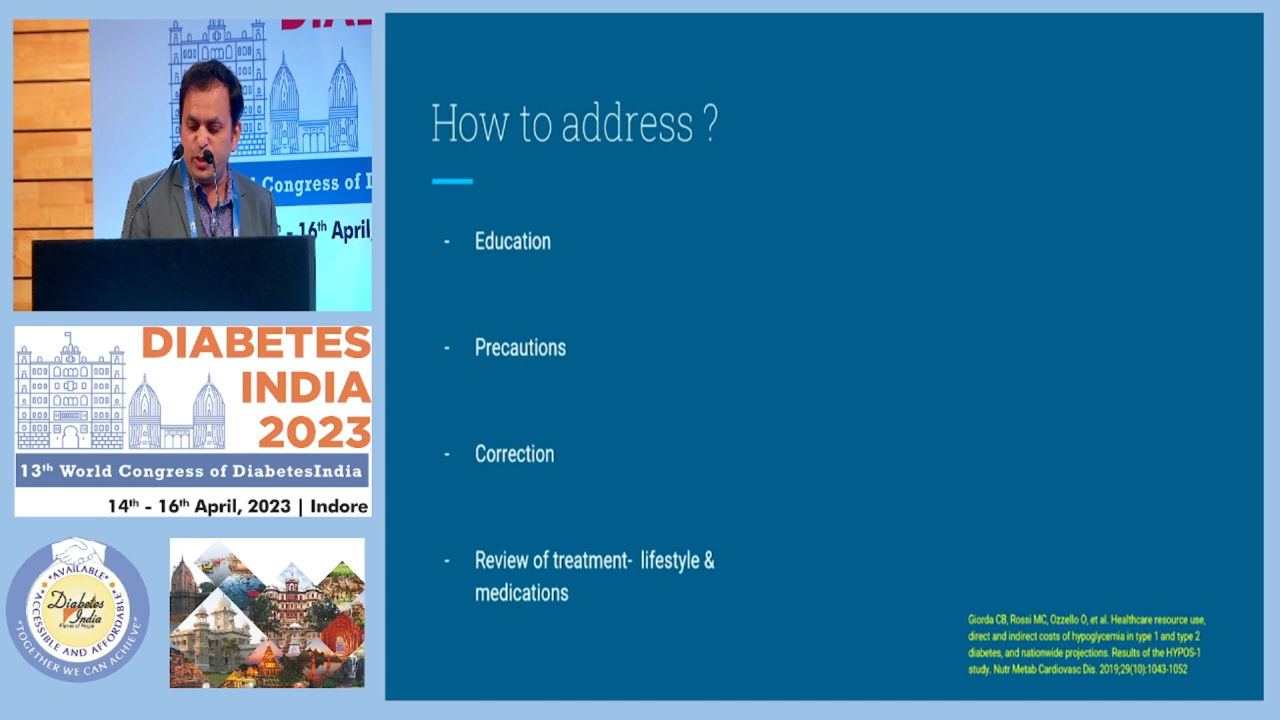 Congress of
- 16th April,
DIABETES
INDIA
2023
13th World Congress of DiabetesIndia
14th - 16th April, 2023 | Indore
"AVAILABLE"
"ACCESSIBLE AND AFFORDABLE"
Diabetes
India
"TOGETHER WE CAN ACHIEVE"
How to address ?
- Education
- Precautions
- Correction
- Review of treatment- lifestyle &
medications
Giorda CB, Rossi MC, Ozzello O, et al. Healthcare resource use,
direct and indirect costs of hypoglycemia in type 1 and type 2
diabetes, and nationwide projections. Results of the HYPOS-1
study. Nutr Metab Cardiovasc Dis. 2019;29(10):1043-1052